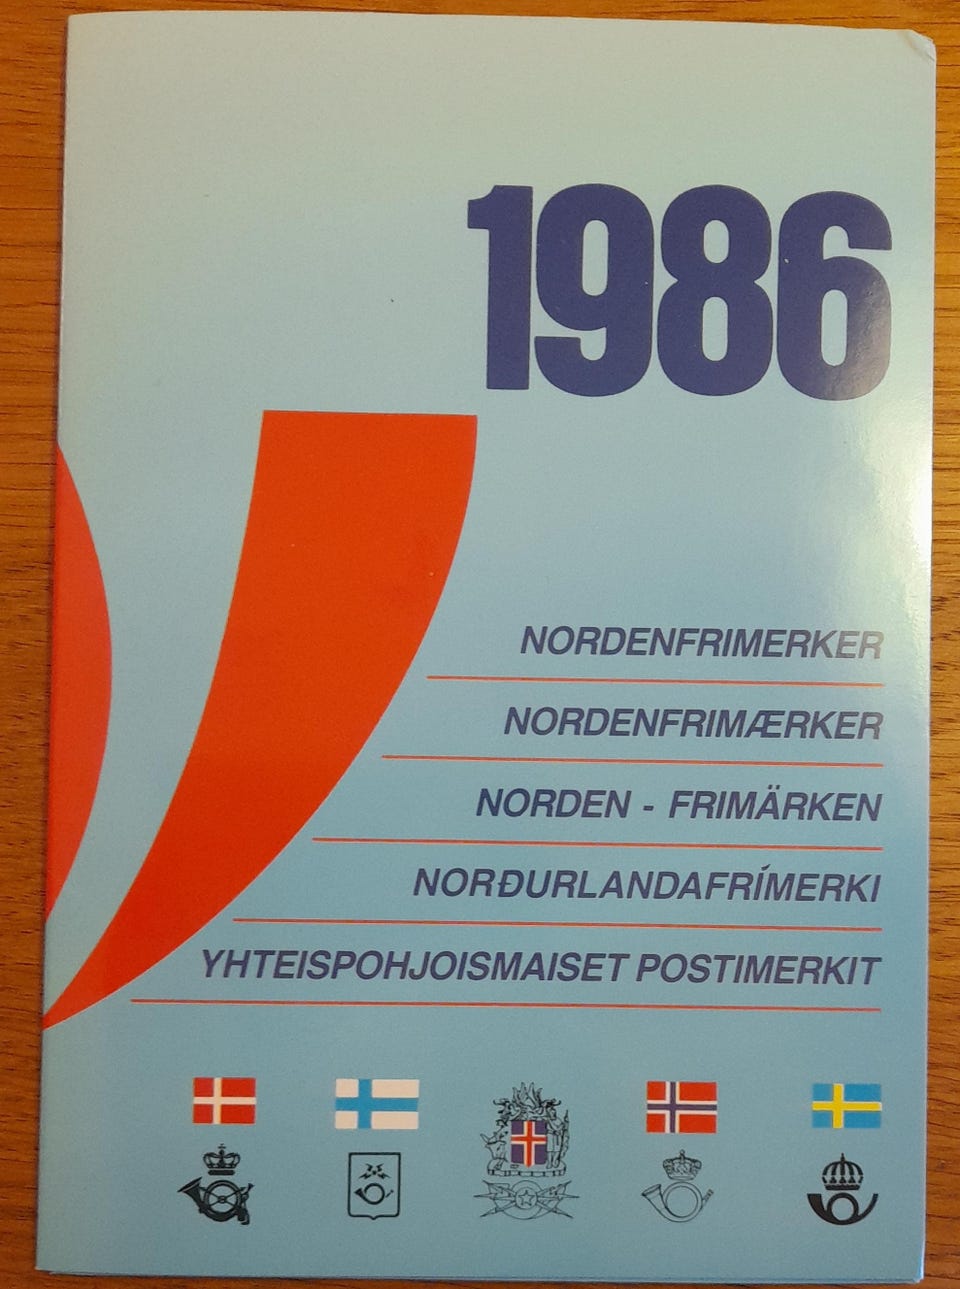 1986
NORDENFRIMERKER
NORDENFRIMÆRKER
NORDEN - FRIMÄRKEN
NORÐURLANDAFRÍMERKI
YHTEISPOHJOISMAISET POSTIMERKIT